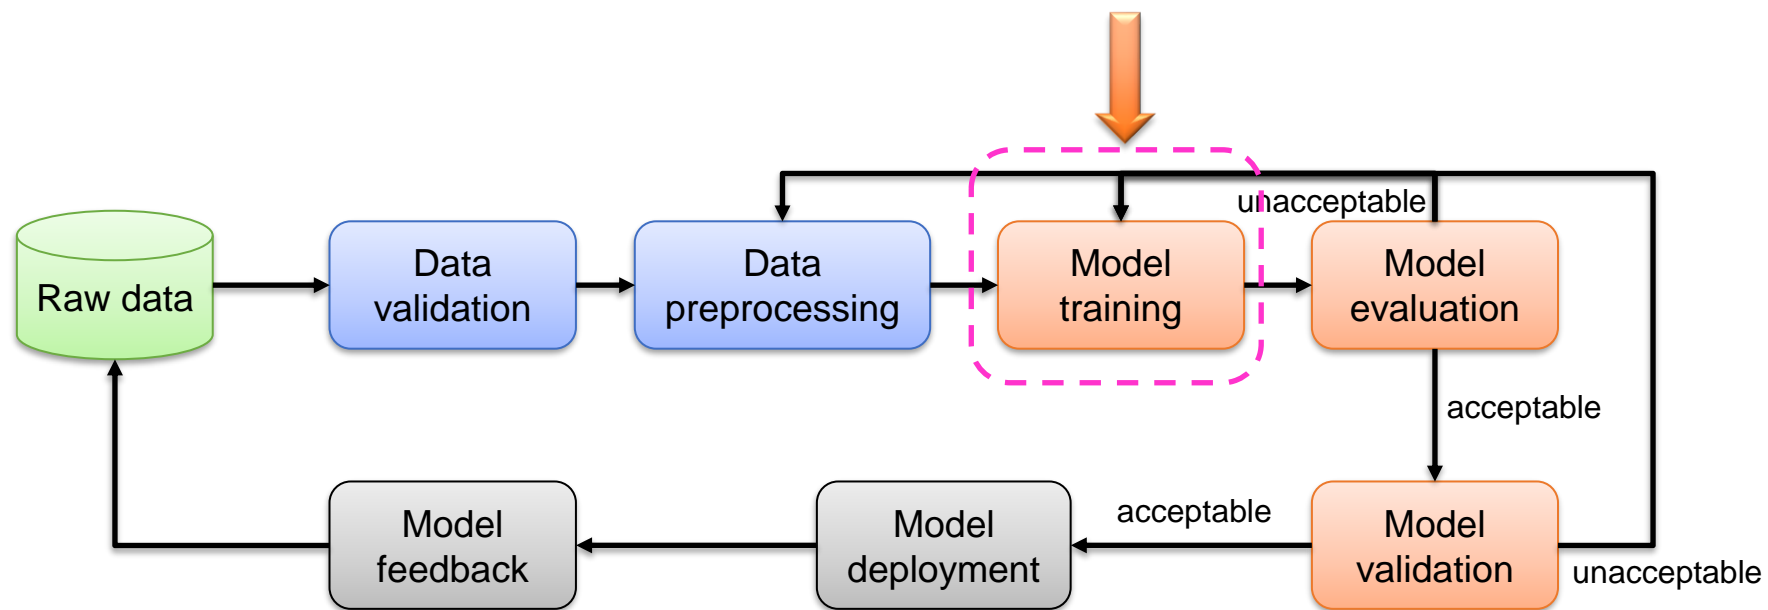 unacceptable
Raw data
Data
validation
Data
preprocessing
Model
training
Model
evaluation
acceptable
Model
feedback
Model
deployment
acceptable
Model
validation
unacceptable